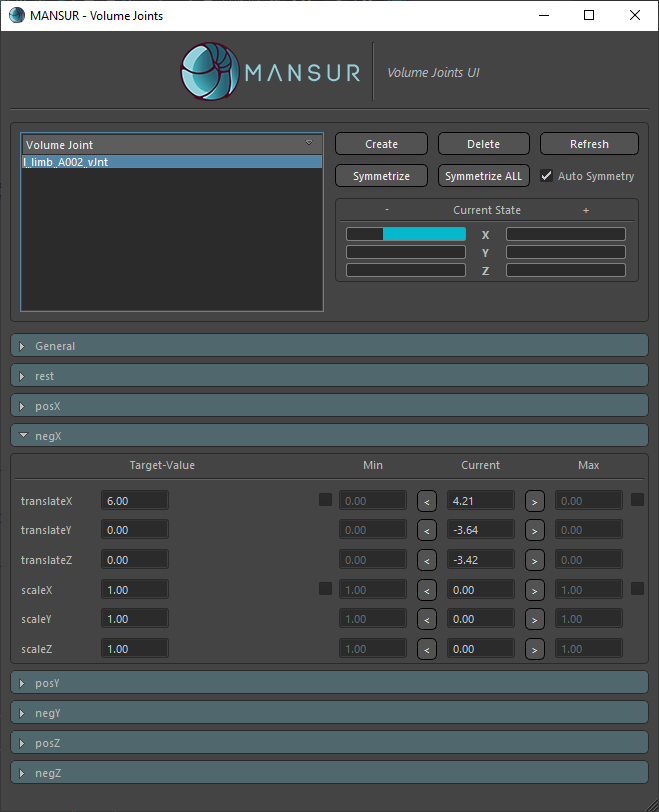 MANSUR - Volume Joints
MANSUR
Volume Joints UI
Volume Joint
l_limb_A002_vJnt
Create Delete Refresh
Symmetrize Symmetrize ALL Auto Symmetry
- Current State +
X
Y
Z
General
rest
posX
negX
Target-Value Min Current Max
translateX 6.00 0.00 < 4.21 > 0.00
translateY 0.00 0.00 < -3.64 > 0.00
translateZ 0.00 0.00 < -3.42 > 0.00
scaleX 1.00 1.00 < 0.00 > 1.00
scaleY 1.00 1.00 < 0.00 > 1.00
scaleZ 1.00 1.00 < 0.00 > 1.00
posY
negY
posZ
negZ